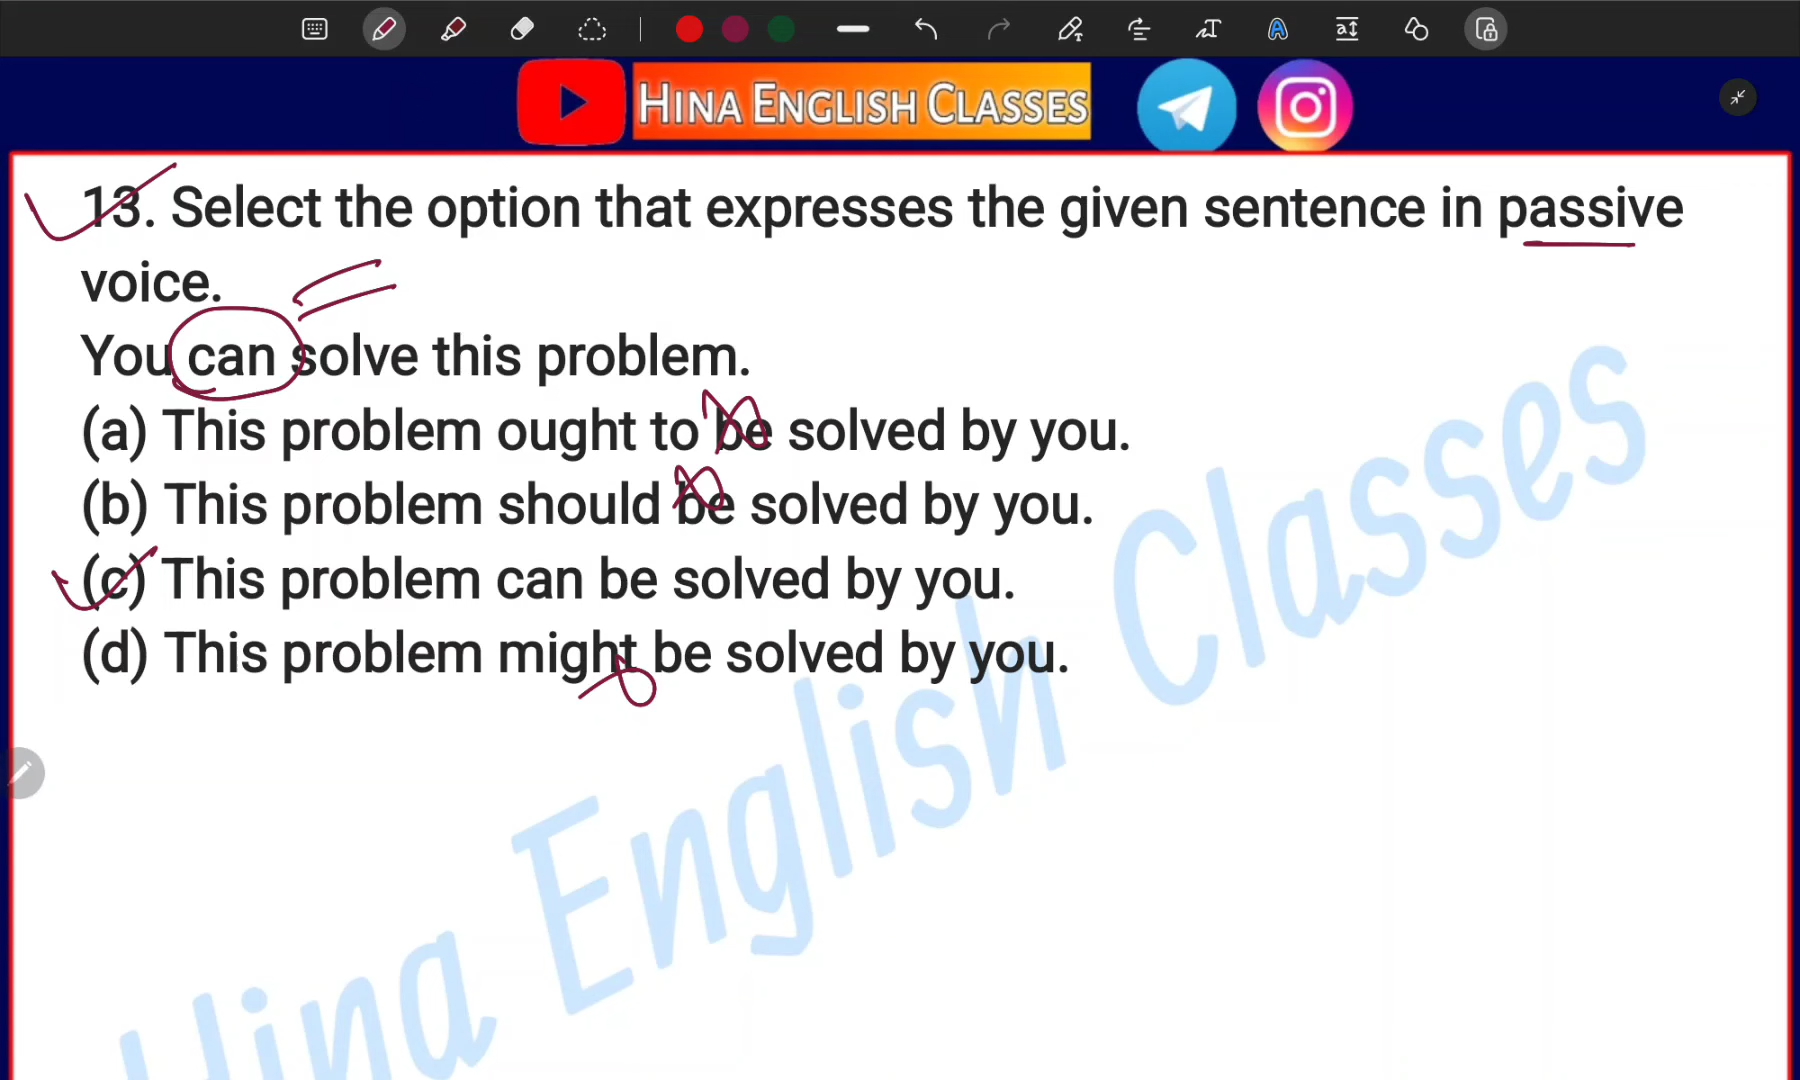 HINA ENGLISH CLASSES
13. Select the option that expresses the given sentence in passive
voice.
You can solve this problem.
(a) This problem ought to be solved by you.
(b) This problem should be solved by you.
(c) This problem can be solved by you.
(d) This problem might be solved by you.
Hina English Classes